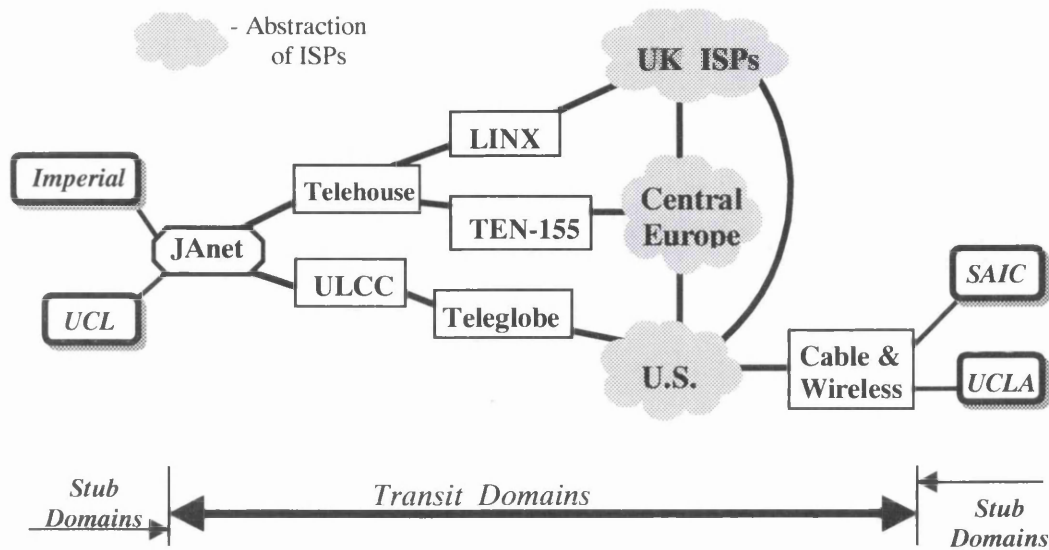 - Abstraction
of ISPs
UK ISPs
LINX
Imperial
Telehouse
Central
Europe
TEN-155
JAnet
SAIC
ULCC
UCL
Teleglobe
Cable &
Wireless
U.S.
UCLA
Stub
Domains
Transit Domains
Stub
Domains